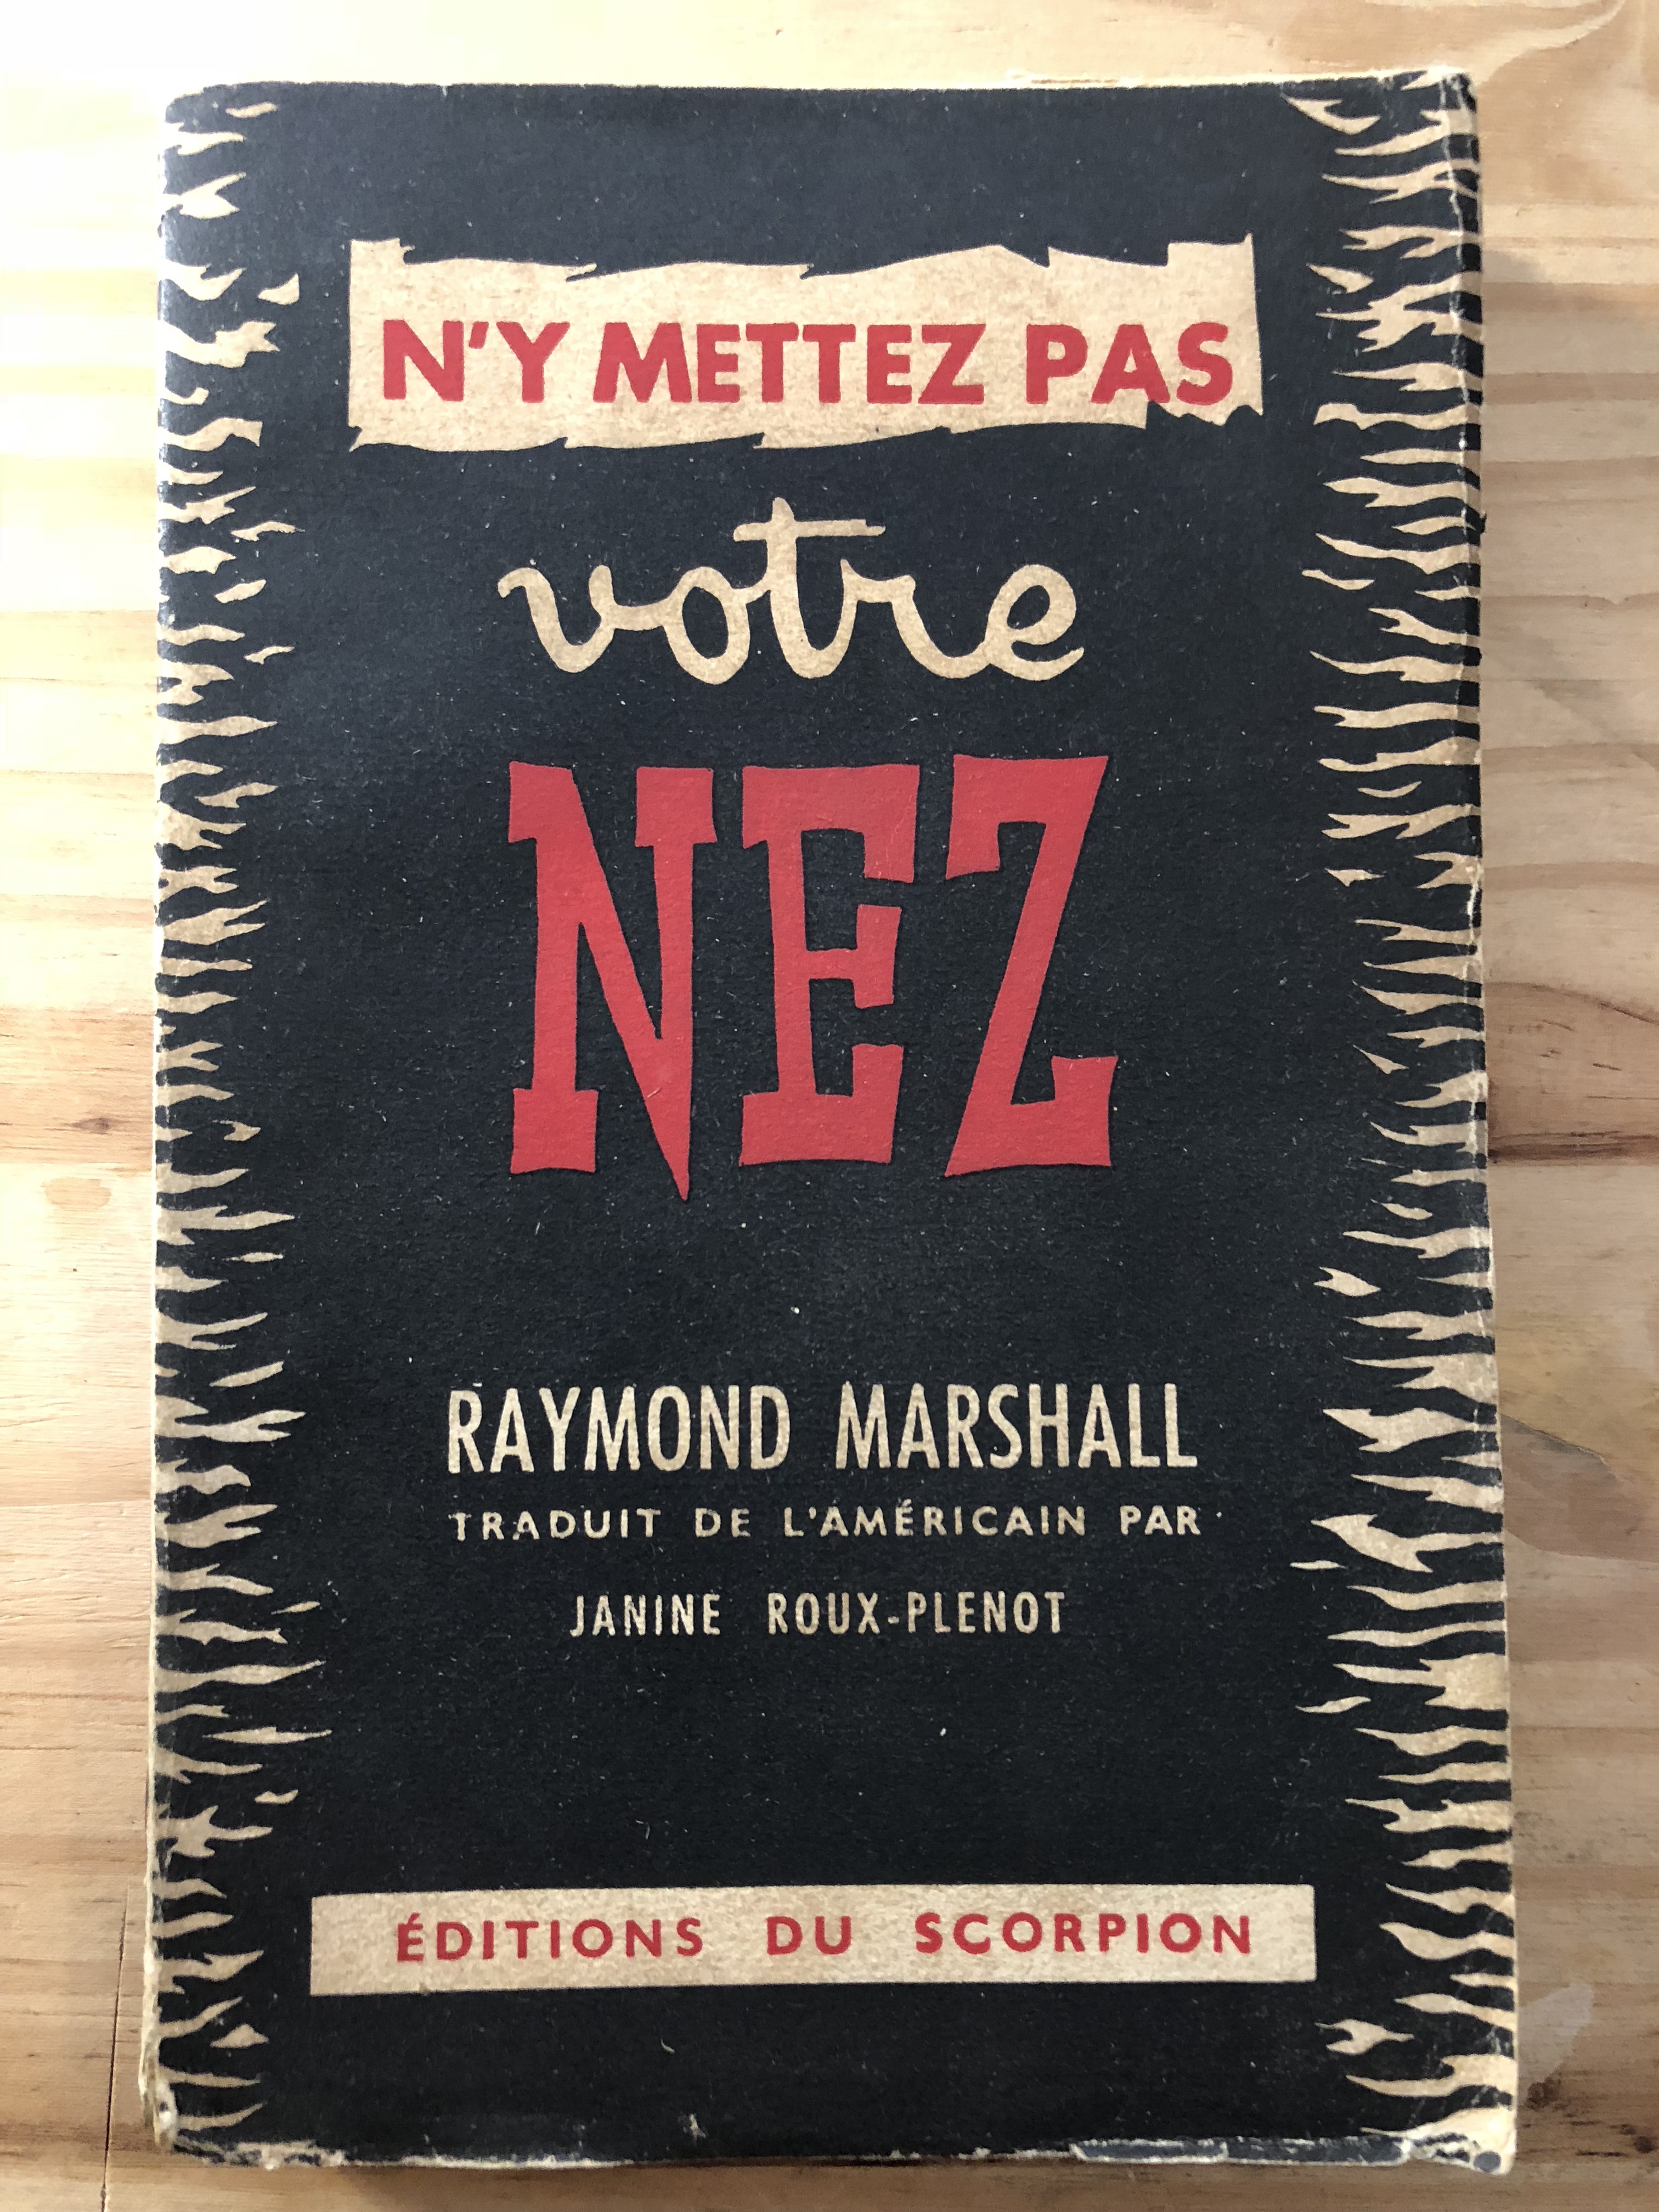 N'Y METTEZ PAS
votre
NEZ
RAYMOND MARSHALL
TRADUIT DE L'AMÉRICAIN PAR
JANINE ROUX-PLENOT
ÉDITIONS DU SCORPION